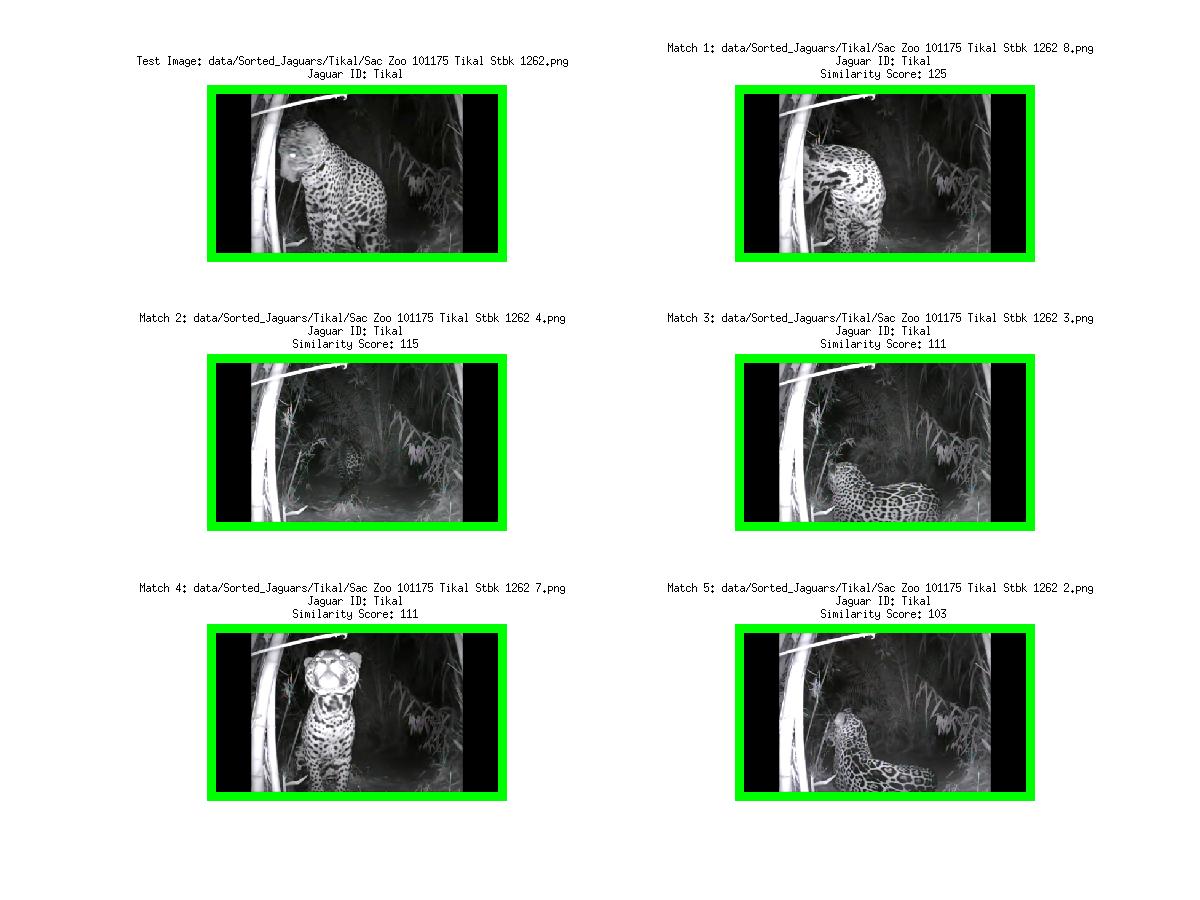 Test Image: data/Sorted_Jaguars/Tikal/Sac Zoo 101175 Tikal Stbk 1262.png
Jaguar ID: Tikal
Match 1: data/Sorted_Jaguars/Tikal/Sac Zoo 101175 Tikal Stbk 1262 8.png
Jaguar ID: Tikal
Similarity Score: 125
Match 2: data/Sorted_Jaguars/Tikal/Sac Zoo 101175 Tikal Stbk 1262 4.png
Jaguar ID: Tikal
Similarity Score: 115
Match 3: data/Sorted_Jaguars/Tikal/Sac Zoo 101175 Tikal Stbk 1262 3.png
Jaguar ID: Tikal
Similarity Score: 111
Match 4: data/Sorted_Jaguars/Tikal/Sac Zoo 101175 Tikal Stbk 1262 7.png
Jaguar ID: Tikal
Similarity Score: 111
Match 5: data/Sorted_Jaguars/Tikal/Sac Zoo 101175 Tikal Stbk 1262 2.png
Jaguar ID: Tikal
Similarity Score: 103